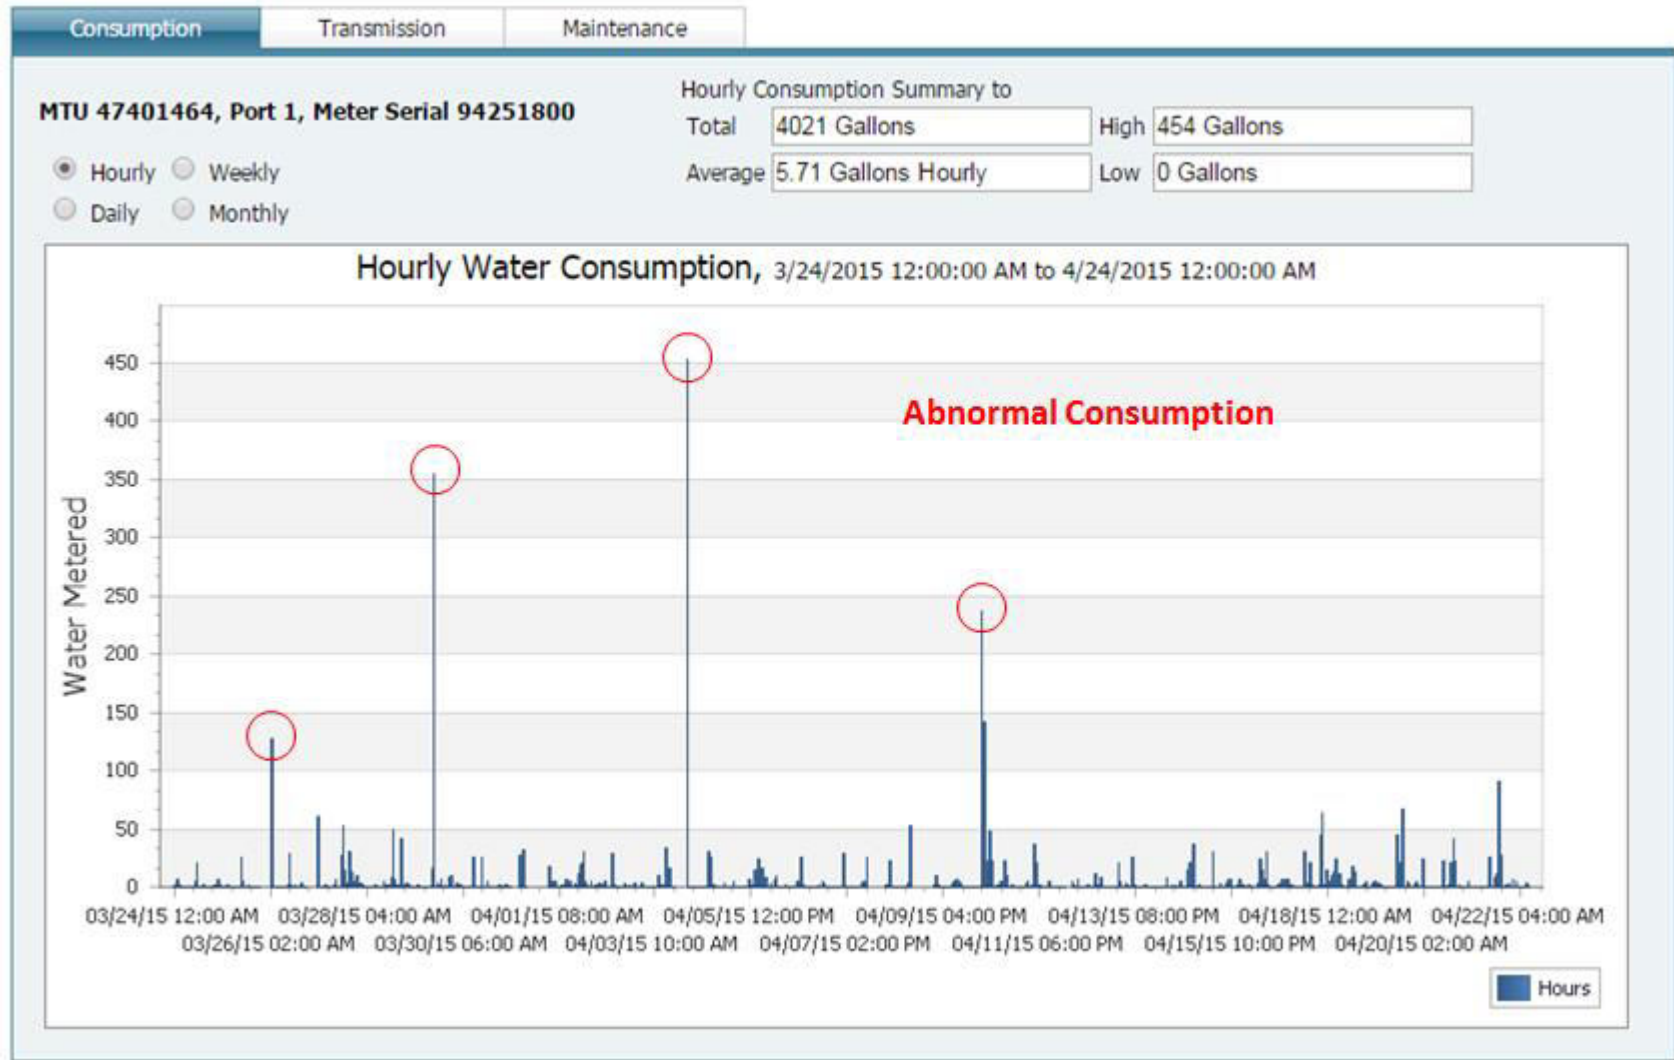 Consumption Transmission Maintenance
MTU 47401464, Port 1, Meter Serial 94251800
Hourly Weekly
Daily Monthly
Hourly Consumption Summary to
Total 4021 Gallons High 454 Gallons
Average 5.71 Gallons Hourly Low 0 Gallons
Hourly Water Consumption, 3/24/2015 12:00:00 AM to 4/24/2015 12:00:00 AM
Abnormal Consumption
Water Metered
450
400
350
300
250
200
150
100
50
0
03/24/15 12:00 AM 03/28/15 04:00 AM 04/01/15 08:00 AM 04/05/15 12:00 PM 04/09/15 04:00 PM 04/13/15 08:00 PM 04/18/15 12:00 AM 04/22/15 04:00 AM
03/26/15 02:00 AM 03/30/15 06:00 AM 04/03/15 10:00 AM 04/07/15 02:00 PM 04/11/15 06:00 PM 04/15/15 10:00 PM 04/20/15 02:00 AM
Hours